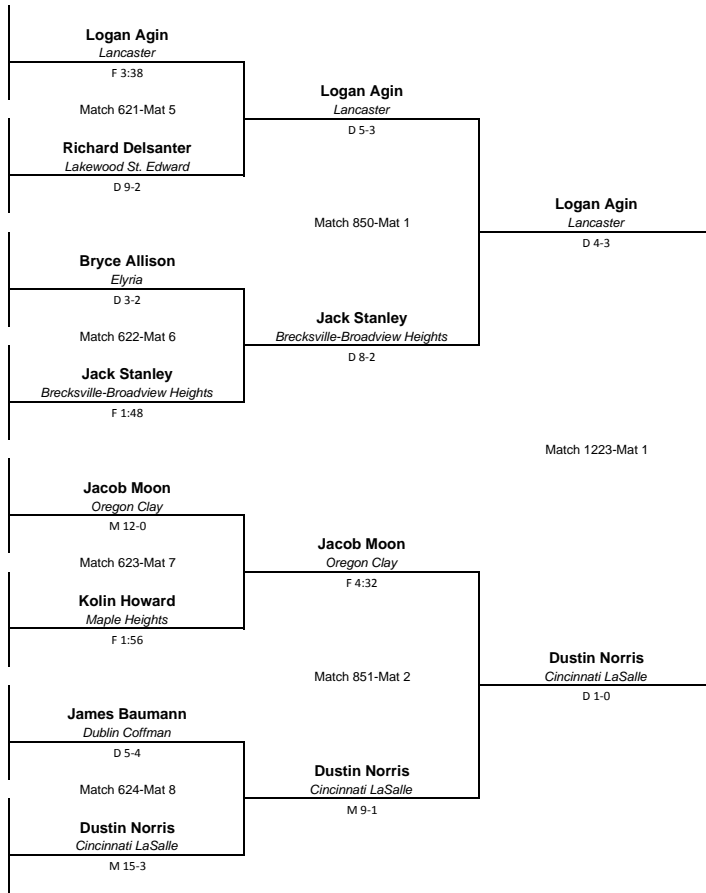 Logan Agin
Lancaster
F 3:38
Match 621-Mat 5
Richard Delsanter
Lakewood St. Edward
D 9-2
Bryce Allison
Elyria
D 3-2
Match 622-Mat 6
Jack Stanley
Brecksville-Broadview Heights
F 1:48
Jacob Moon
Oregon Clay
M 12-0
Match 623-Mat 7
Kolin Howard
Maple Heights
F 1:56
James Baumann
Dublin Coffman
D 5-4
Match 624-Mat 8
Dustin Norris
Cincinnati LaSalle
M 15-3
Logan Agin
Lancaster
D 5-3
Match 850-Mat 1
Jack Stanley
Brecksville-Broadview Heights
D 8-2
Jacob Moon
Oregon Clay
F 4:32
Match 851-Mat 2
Dustin Norris
Cincinnati LaSalle
M 9-1
Logan Agin
Lancaster
D 4-3
Match 1223-Mat 1
Dustin Norris
Cincinnati LaSalle
D 1-0